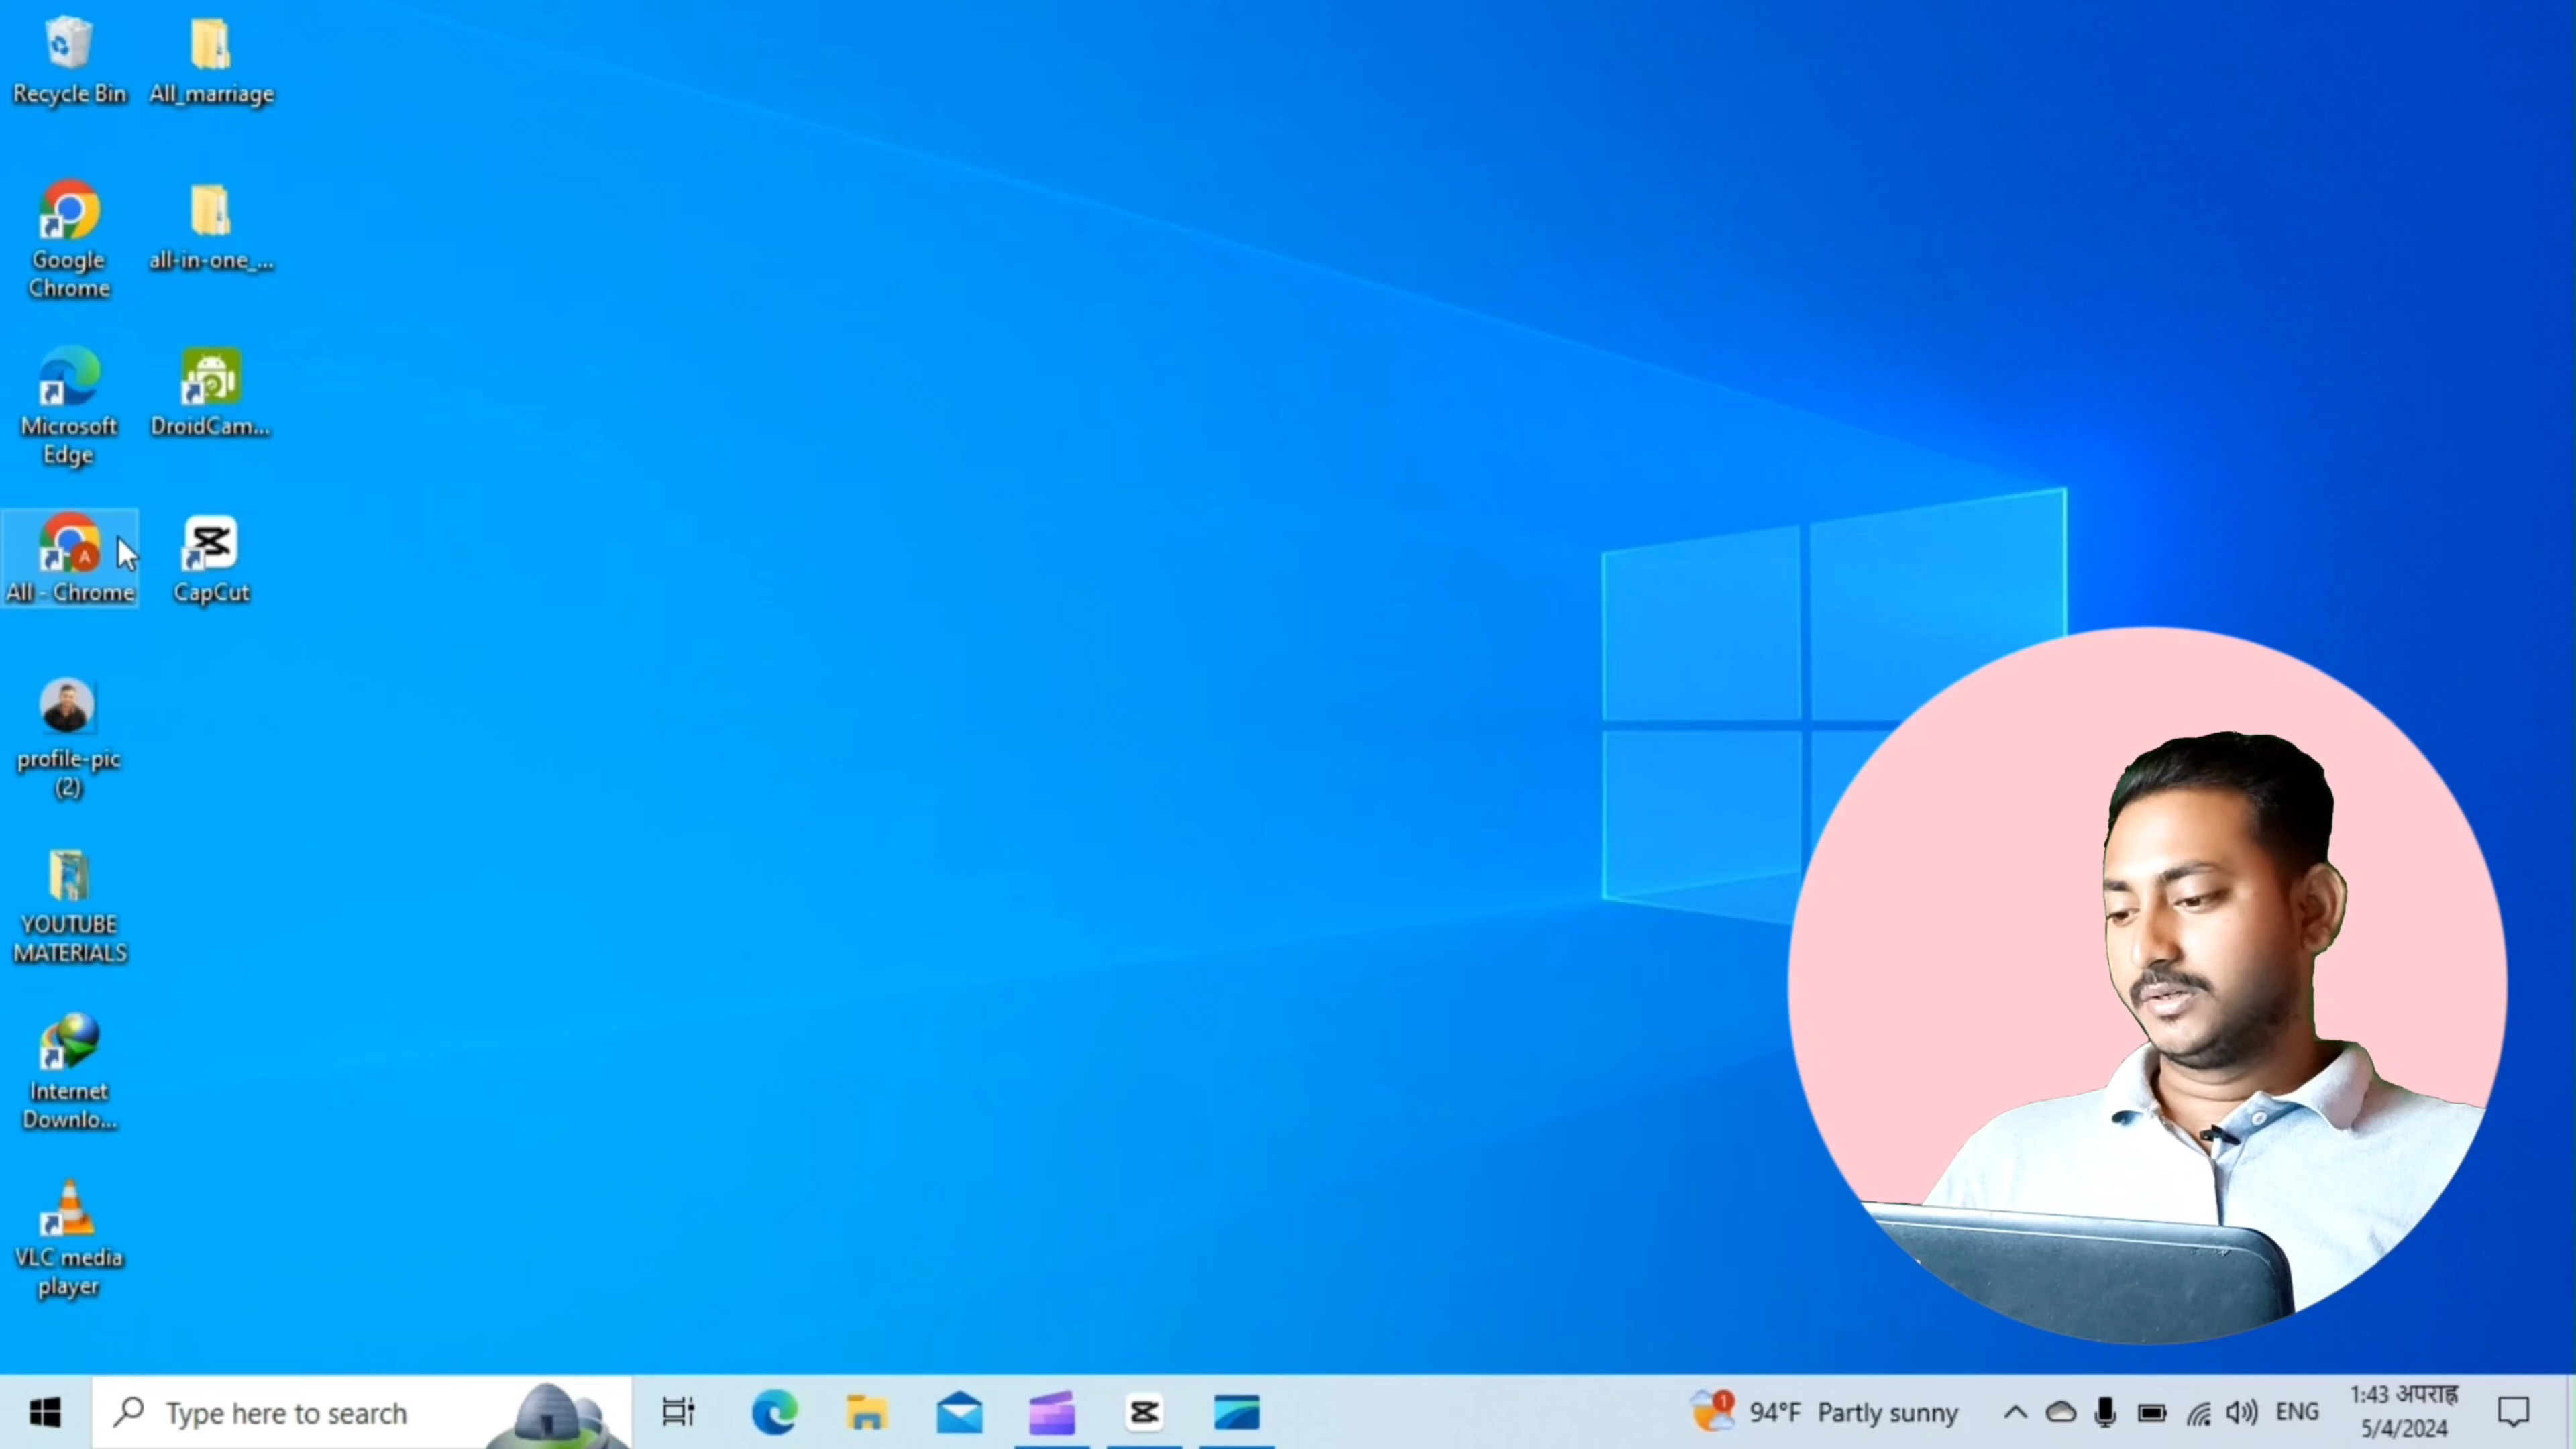 Recycle Bin
All_marriage
Google
Chrome
all-in-one_...
Microsoft
Edge
DroidCam...
A
All - Chrome
CapCut
profile-pic
(2)
YOUTUBE
MATERIALS
Internet
Downlo...
VLC media
player
Type here to search
1
94°F Partly sunny
ENG
1:43 अपराह्न
5/4/2024